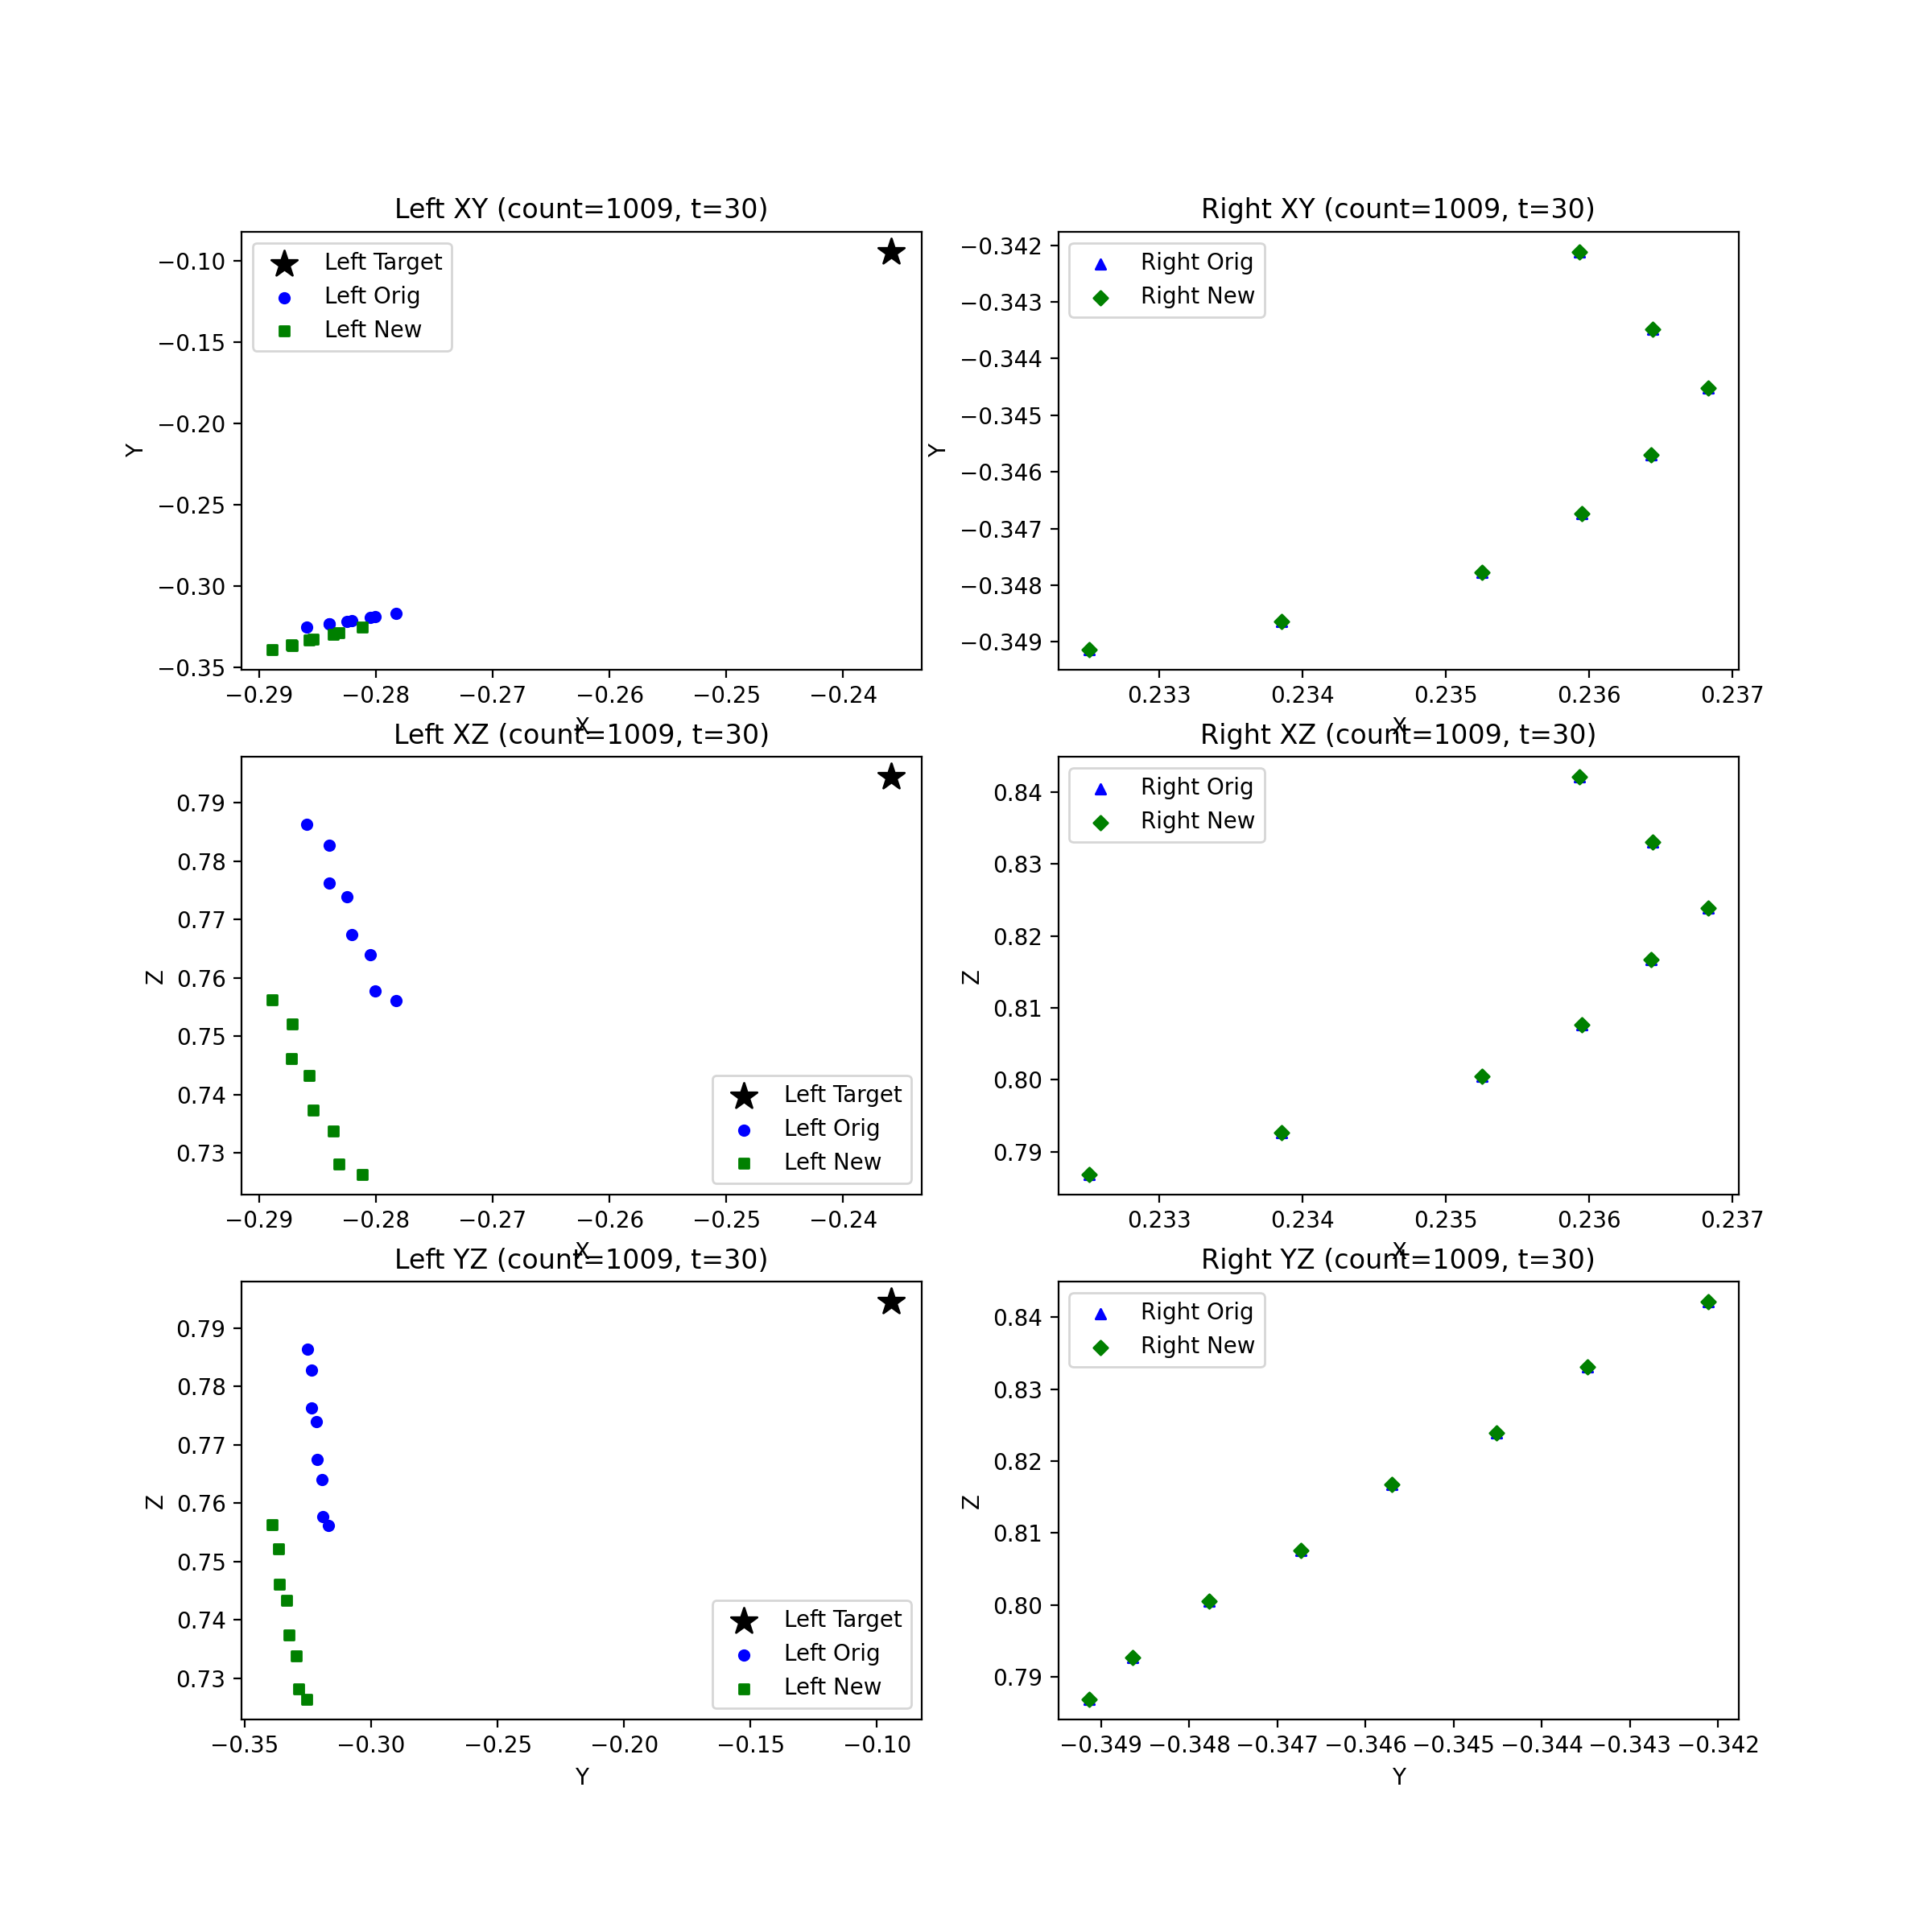 Left XY (count=1009, t=30)
Left Target
Left Orig
Left New
Y
−0.10
−0.15
−0.20
−0.25
−0.30
−0.35
−0.29
−0.28
−0.27
−0.26
−0.25
−0.24
X
Right XY (count=1009, t=30)
Right Orig
Right New
Y
−0.342
−0.343
−0.344
−0.345
−0.346
−0.347
−0.348
−0.349
0.233
0.234
0.235
0.236
0.237
X
Left XZ (count=1009, t=30)
Left Target
Left Orig
Left New
Z
0.79
0.78
0.77
0.76
0.75
0.74
0.73
−0.29
−0.28
−0.27
−0.26
−0.25
−0.24
X
Right XZ (count=1009, t=30)
Right Orig
Right New
Z
0.84
0.83
0.82
0.81
0.80
0.79
0.233
0.234
0.235
0.236
0.237
X
Left YZ (count=1009, t=30)
Left Target
Left Orig
Left New
Z
0.79
0.78
0.77
0.76
0.75
0.74
0.73
−0.35
−0.30
−0.25
−0.20
−0.15
−0.10
Y
Right YZ (count=1009, t=30)
Right Orig
Right New
Z
0.84
0.83
0.82
0.81
0.80
0.79
−0.349
−0.348
−0.347
−0.346
−0.345
−0.344
−0.343
−0.342
Y